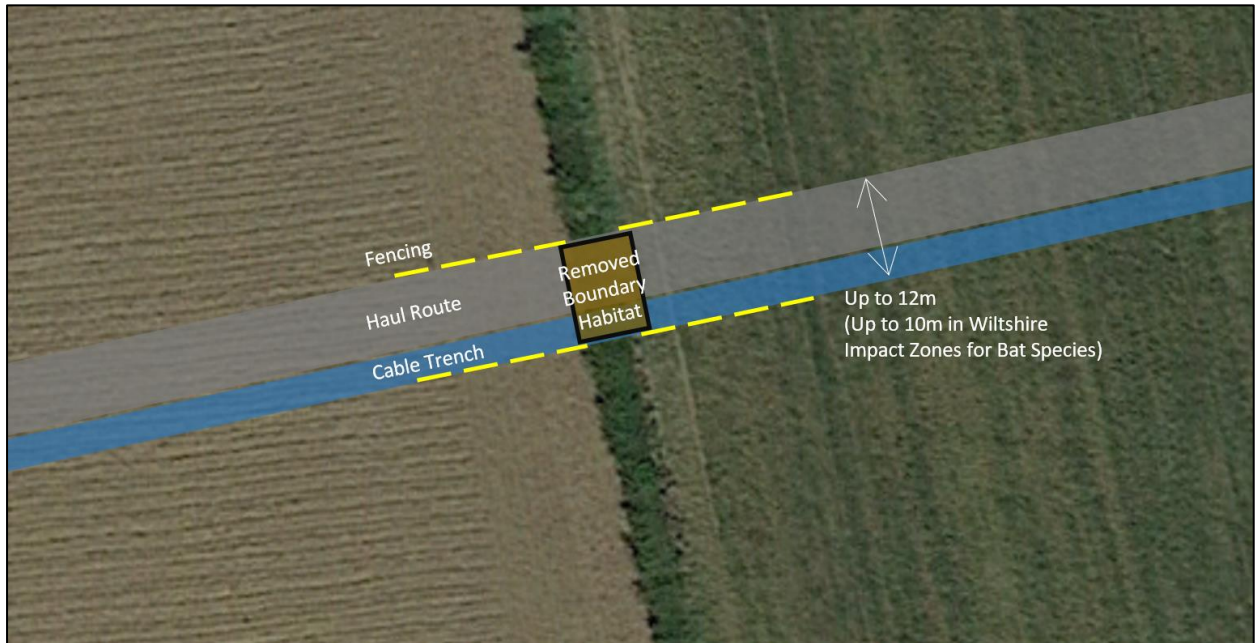 Fencing
Haul Route
Cable Trench
Removed
Boundary
Habitat
Up to 12m
(Up to 10m in Wiltshire
Impact Zones for Bat Species)